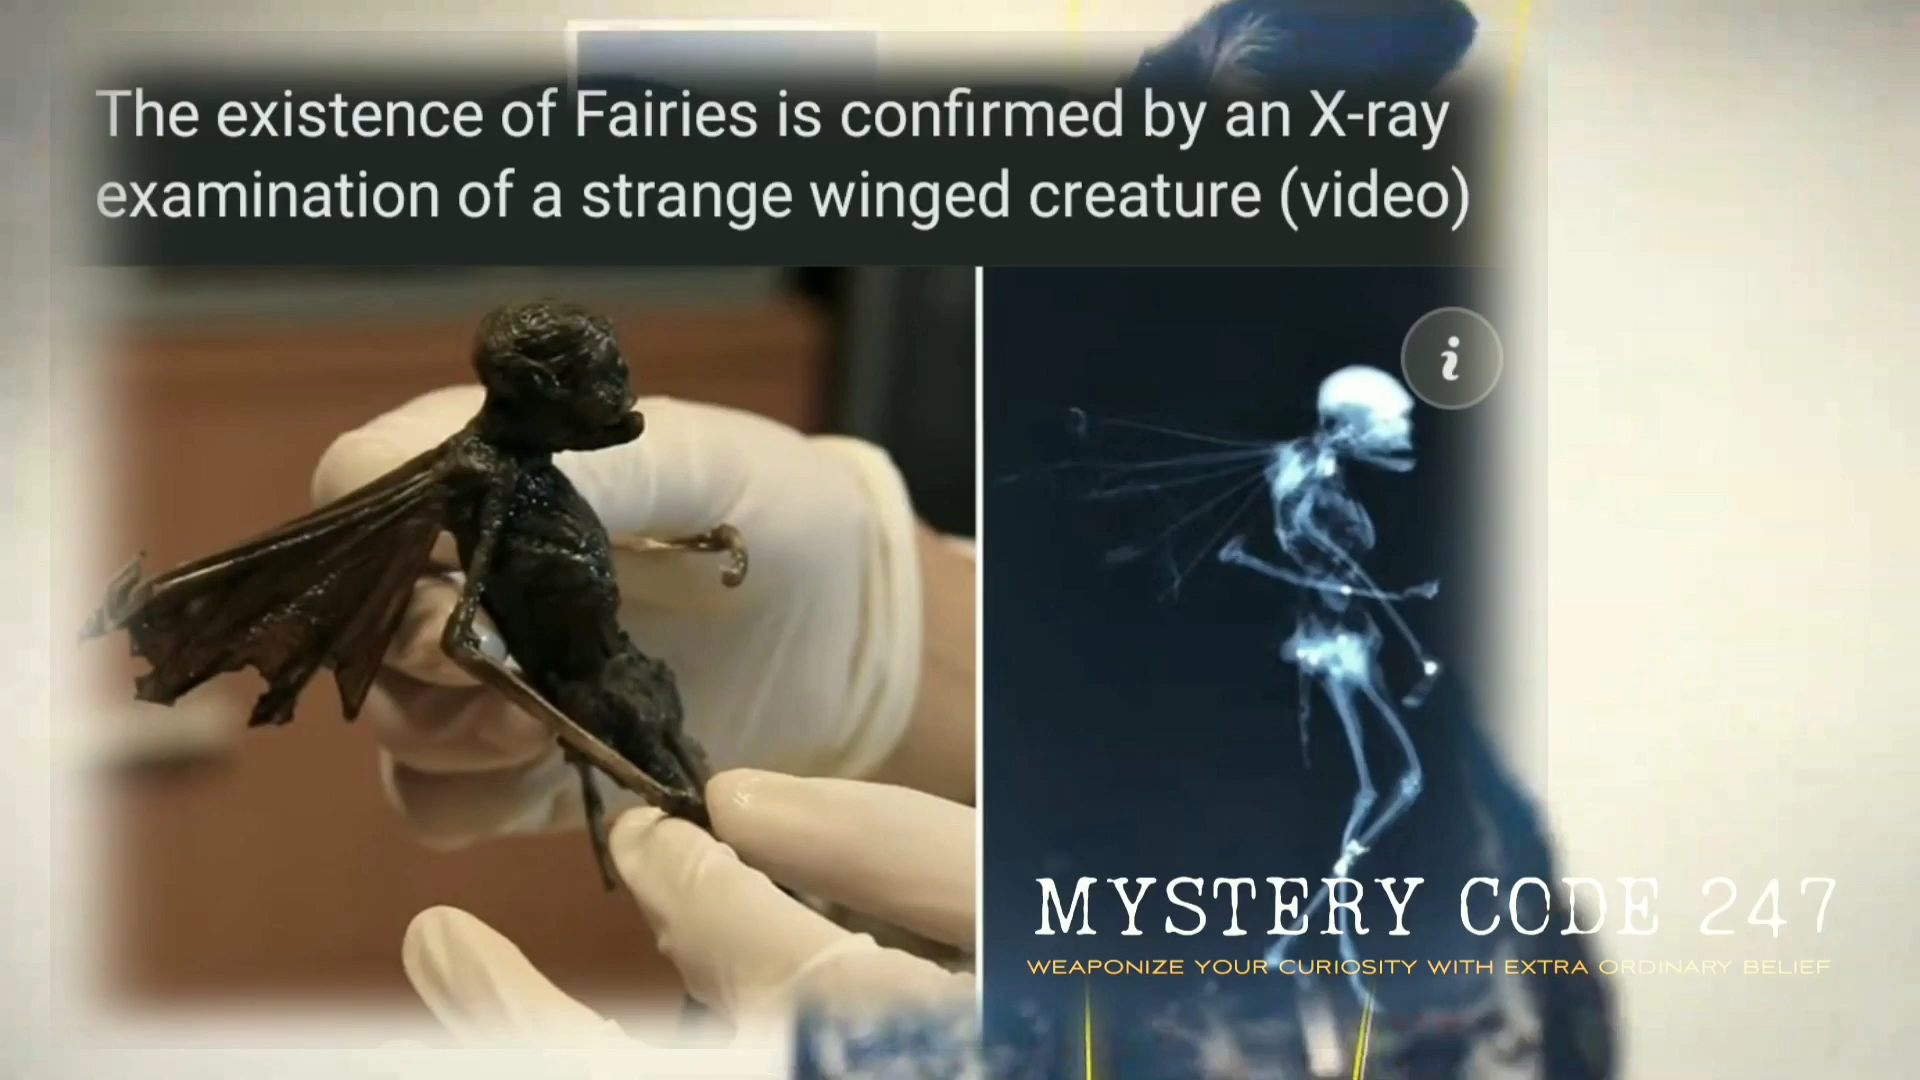 The existence of Fairies is confirmed by an X-ray
examination of a strange winged creature (video)
i
MYSTERY CODE 247
WEAPONIZE YOUR CURIOSITY WITH EXTRA ORDINARY BELIEF